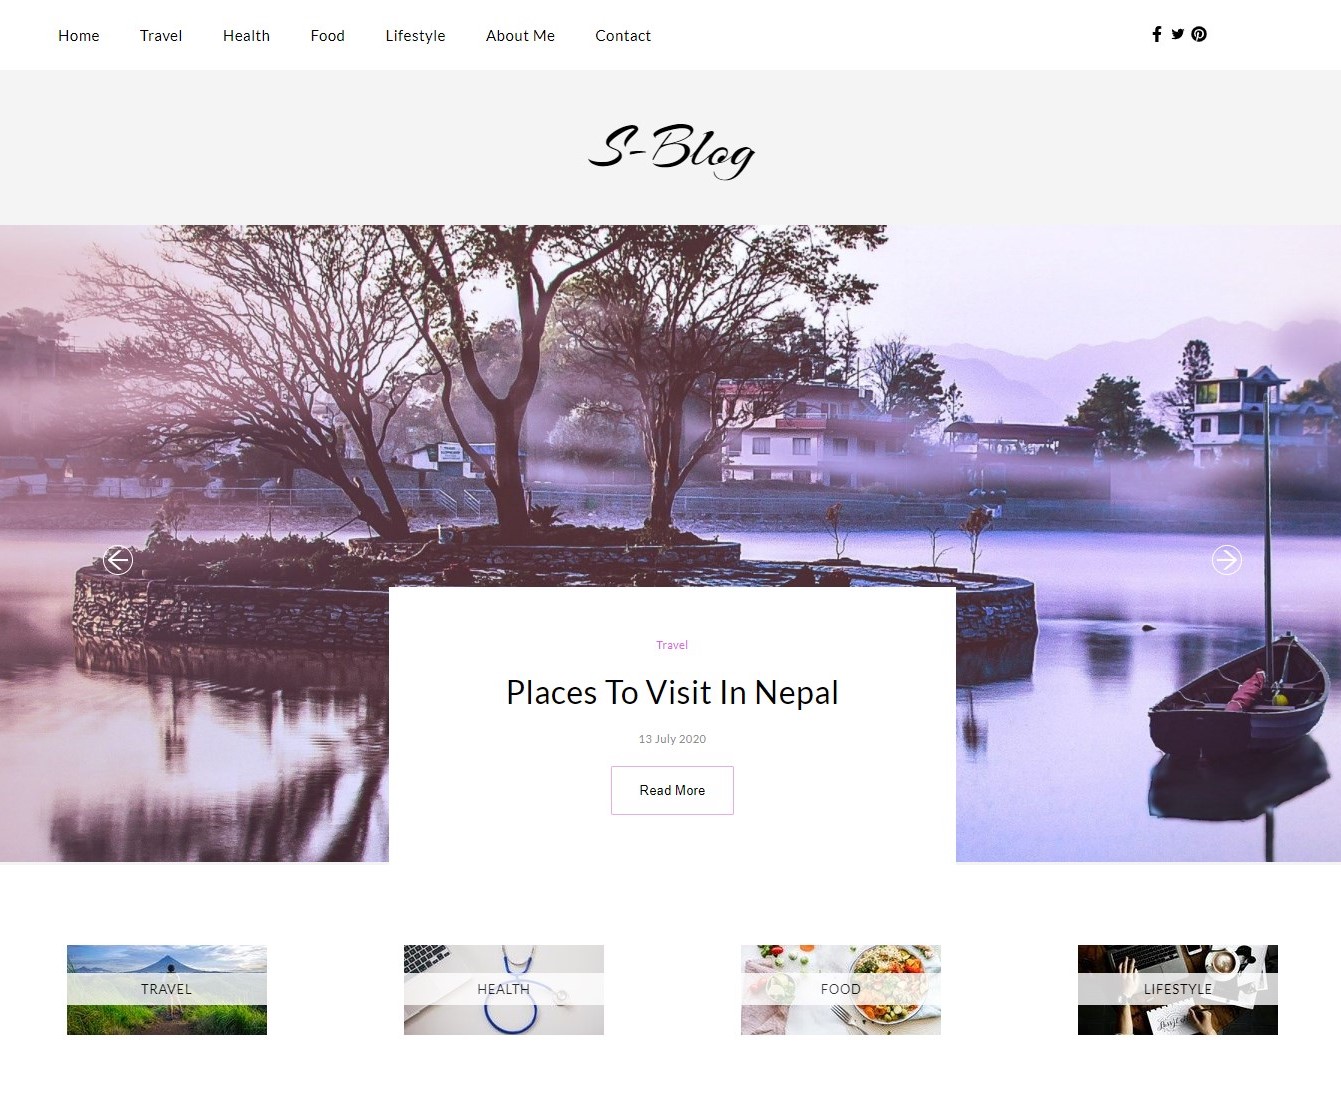 Home Travel Health Food Lifestyle About Me Contact
S-Blog
Travel
Places To Visit In Nepal
13 July 2020
Read More
TRAVEL HEALTH FOOD LIFESTYLE